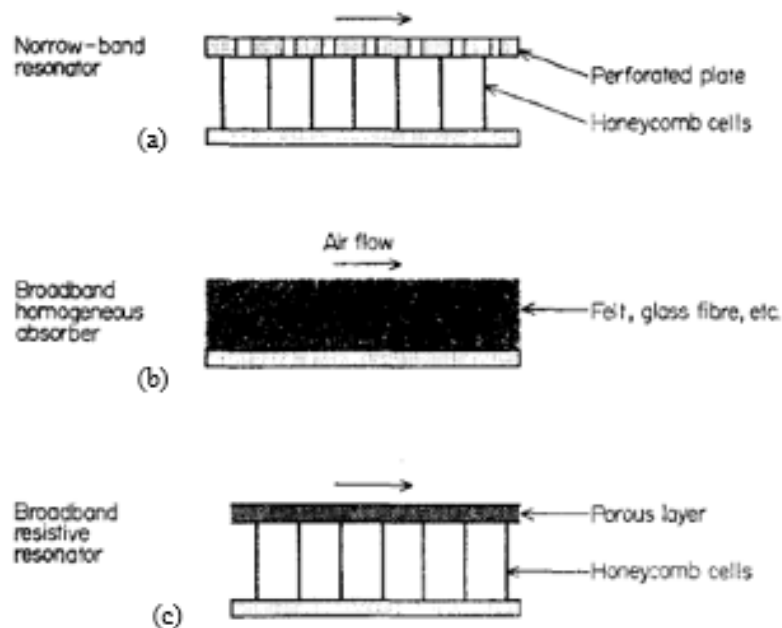 Narrow-band
resonator
Perforated plate
Honeycomb cells
(a)
Air flow
Broadband
homogeneous
absorber
Felt, glass fibre, etc.
(b)
Broadband
resistive
resonator
Porous layer
Honeycomb cells
(c)